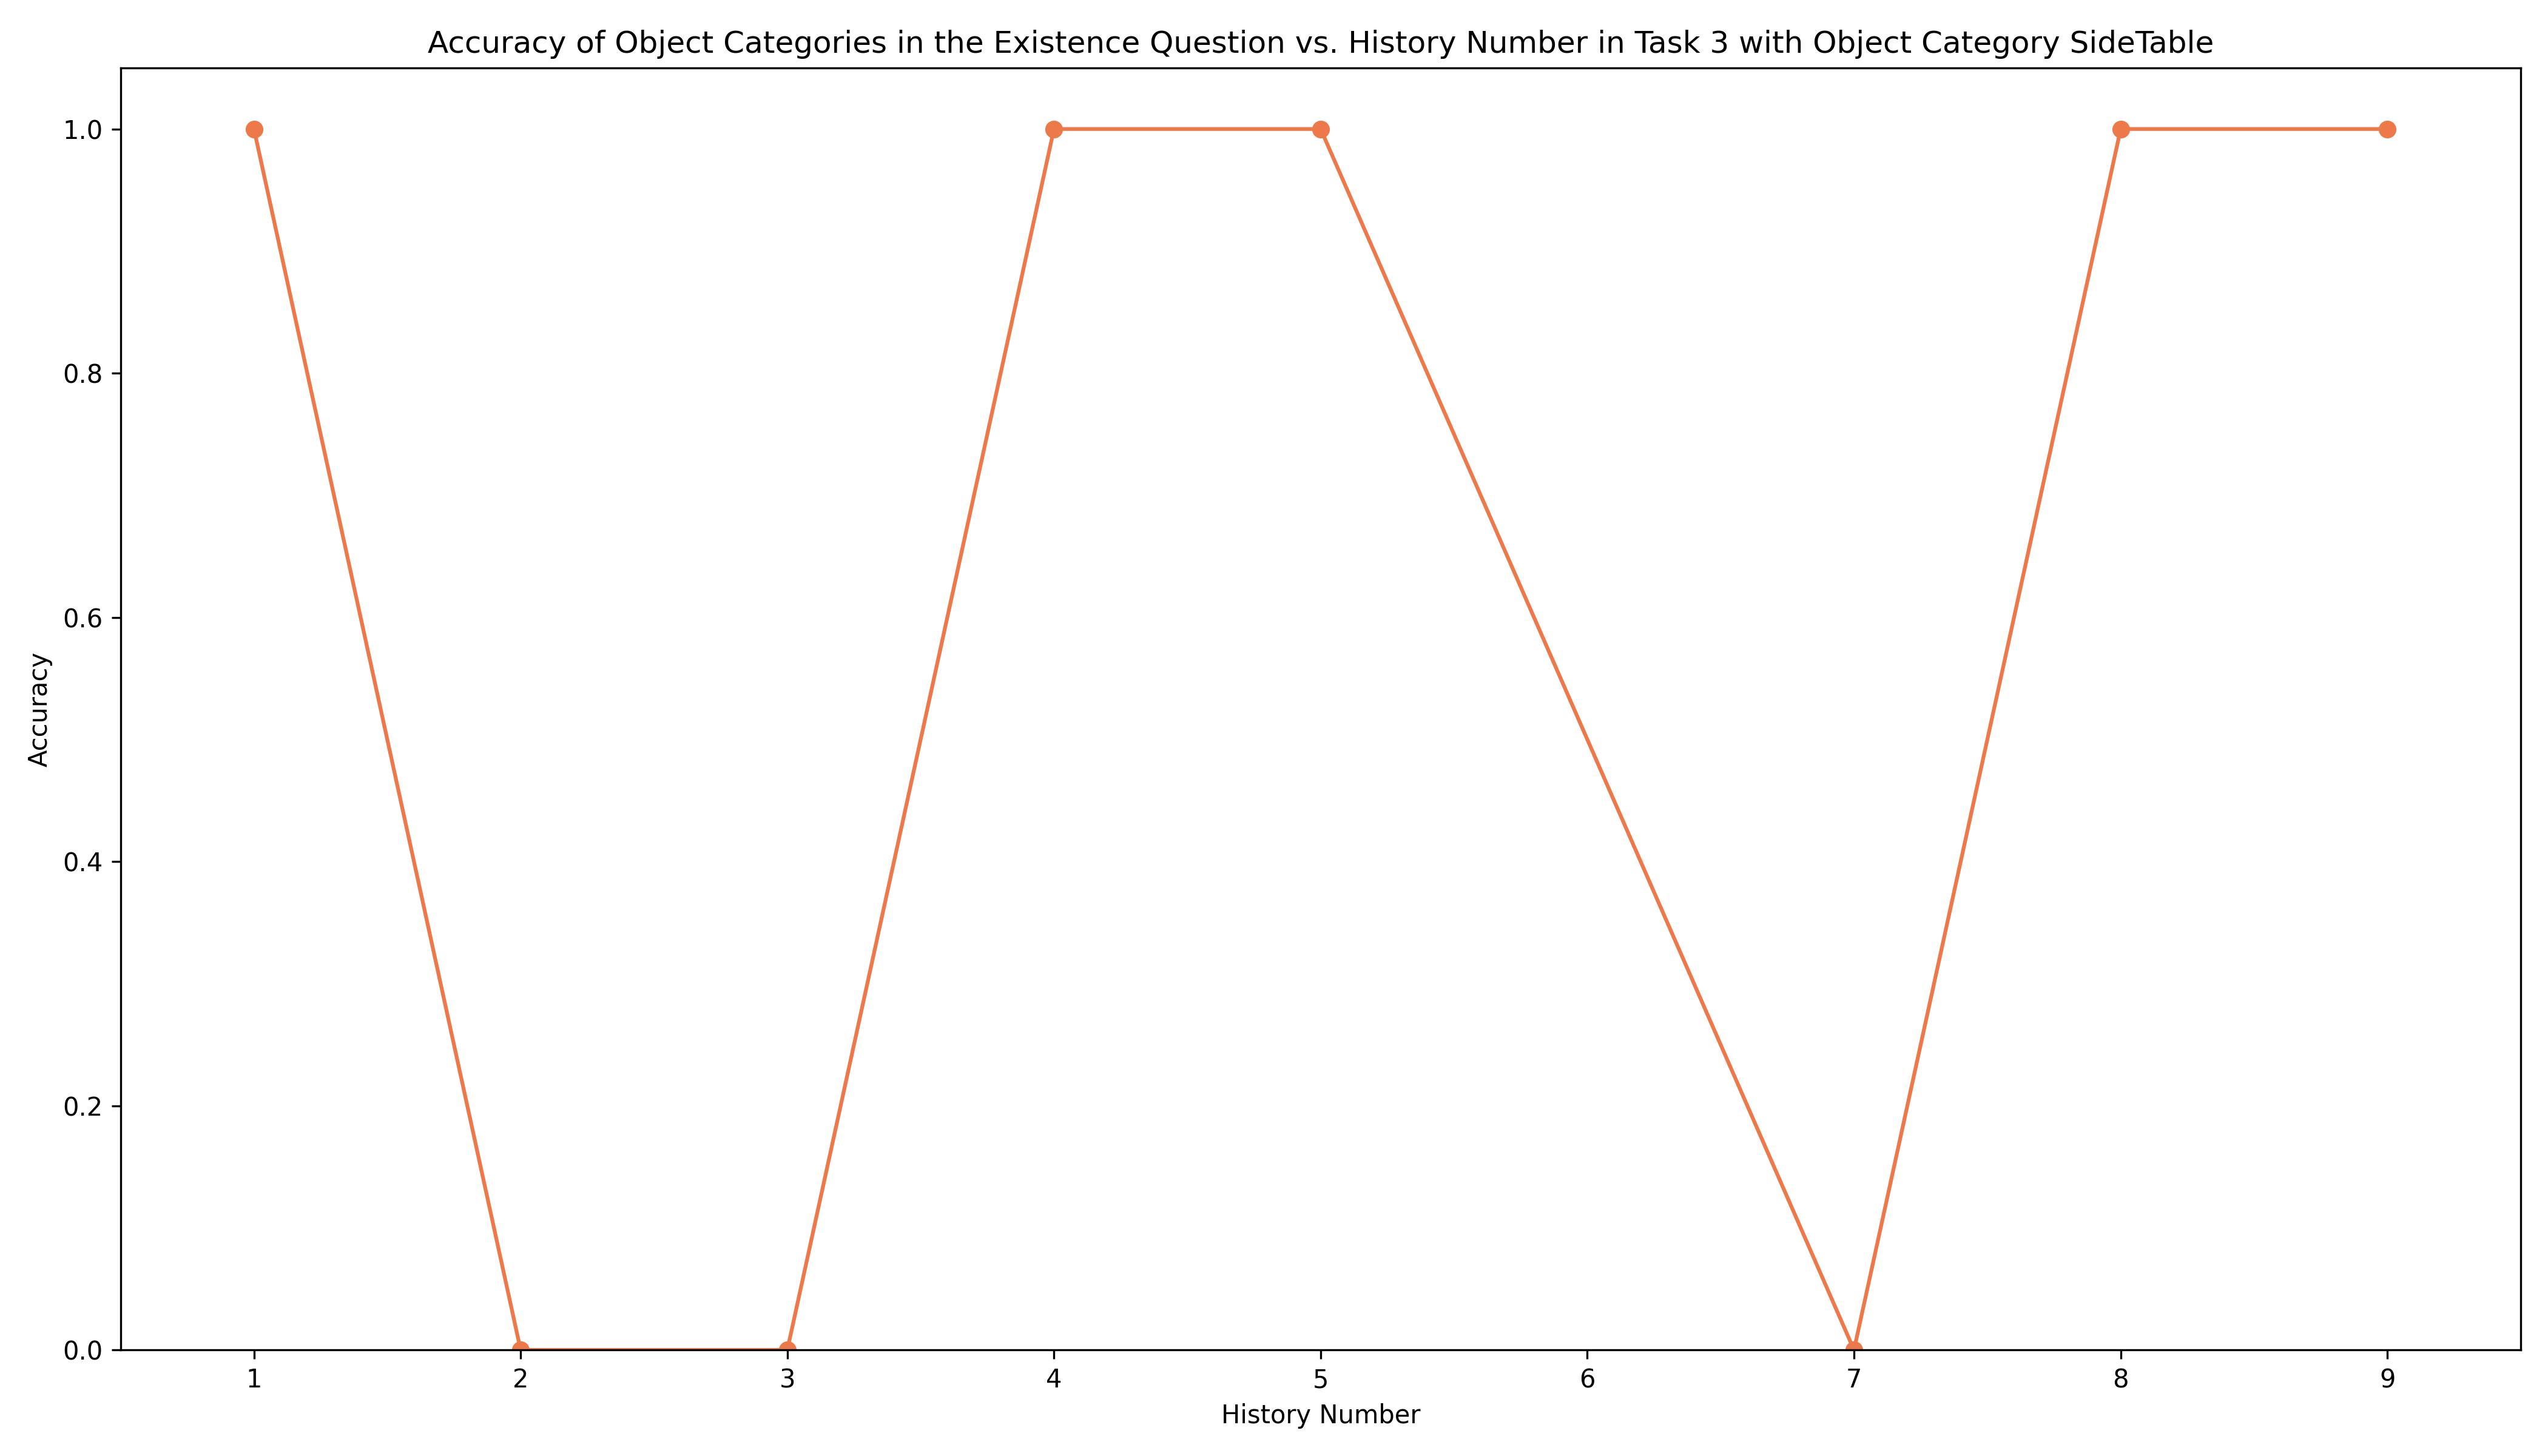 Accuracy of Object Categories in the Existence Question vs. History Number in Task 3 with Object Category SideTable
1.0
0.8
0.6
0.4
0.2
0.0
Accuracy
1 2 3 4 5 6 7 8 9
History Number